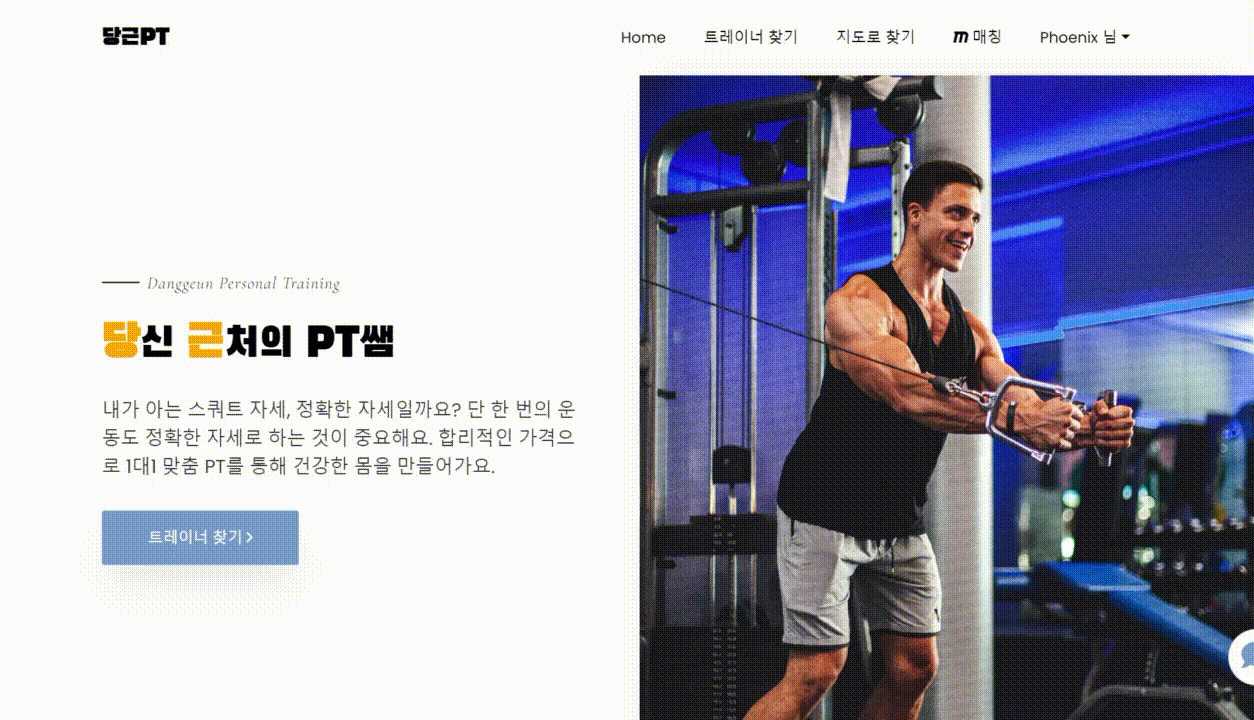 당근PT
Home 트레이너 찾기 지도로 찾기 m 매칭 Phoenix 님
Danggeun Personal Training
당신 근처의 PT쌤
내가 아는 스쿼트 자세, 정확한 자세일까요? 단 한 번의 운
동도 정확한 자세로 하는 것이 중요해요. 합리적인 가격으
로 1대1 맞춤 PT를 통해 건강한 몸을 만들어가요.
트레이너 찾기